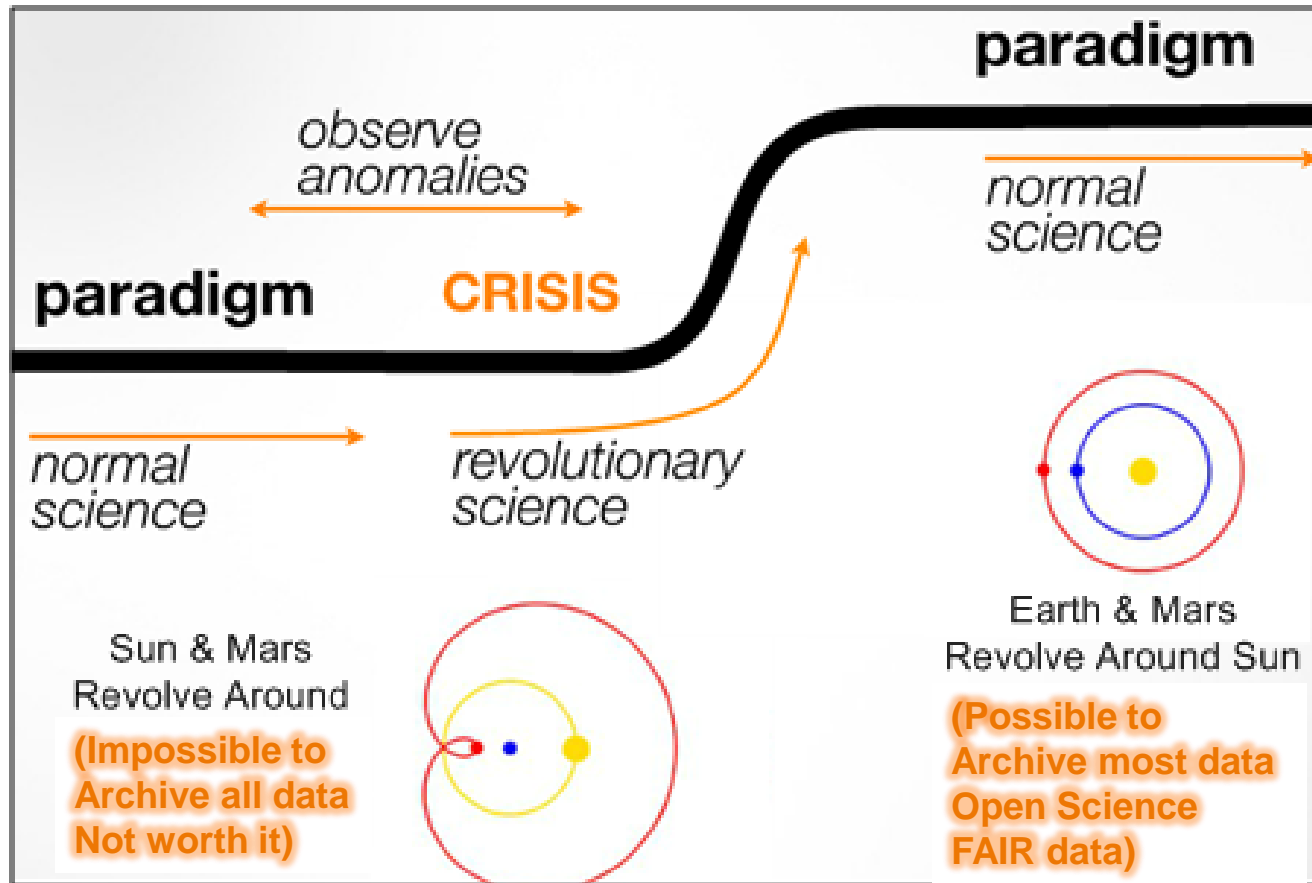 paradigm
observe
anomalies
normal
science
paradigm
CRISIS
normal
science
revolutionary
science
Sun & Mars
Revolve Around
(Impossible to
Archive all data
Not worth it)
Earth & Mars
Revolve Around Sun
(Possible to
Archive most data
Open Science
FAIR data)